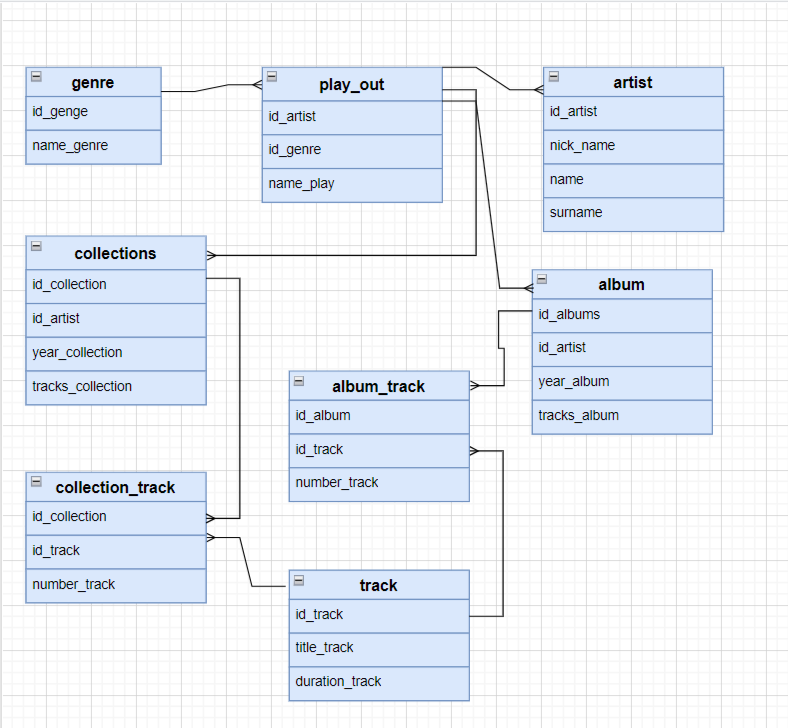 genre
id_genge
name_genre
play_out
id_artist
id_genre
name_play
artist
id_artist
nick_name
name
surname
collections
id_collection
id_artist
year_collection
tracks_collection
album
id_albums
id_artist
year_album
tracks_album
album_track
id_album
id_track
number_track
collection_track
id_collection
id_track
number_track
track
id_track
title_track
duration_track